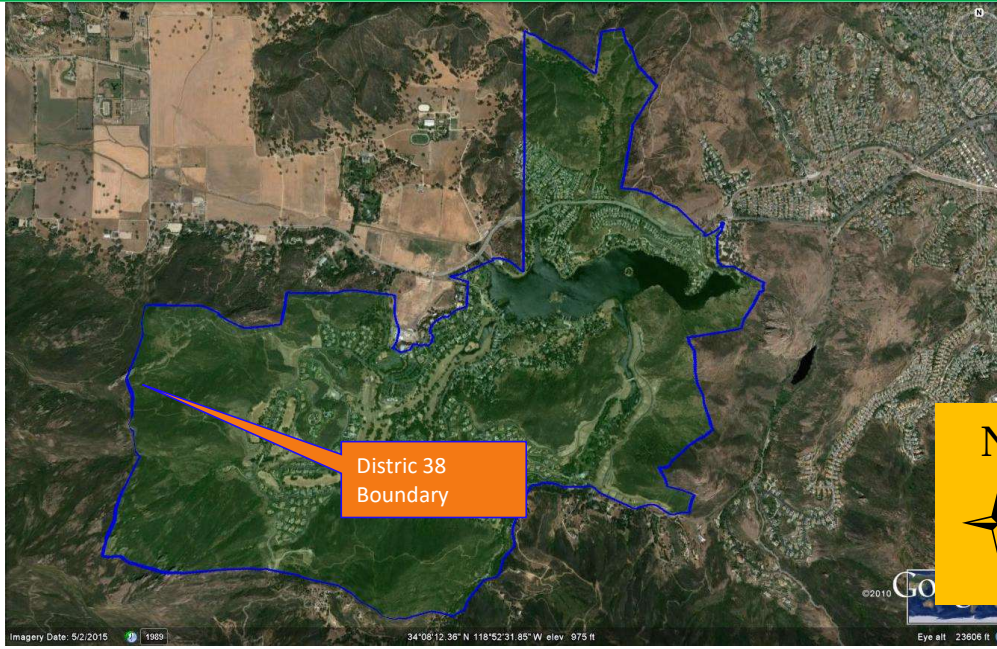 N
Distric 38
Boundary
N
©2010 Go
Imagery Date: 5/2/2015 1989 34°08'12.36" N 118°52'31.85" W elev 975 ft Eye alt 23606 ft